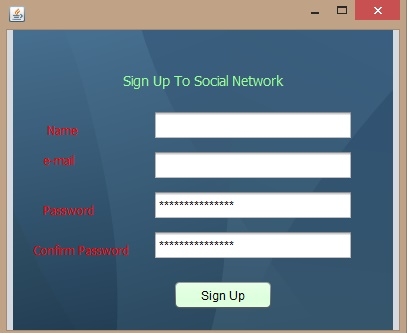 Sign Up To Social Network
Name
e-mail
Password ***************
Confirm Password ***************
Sign Up